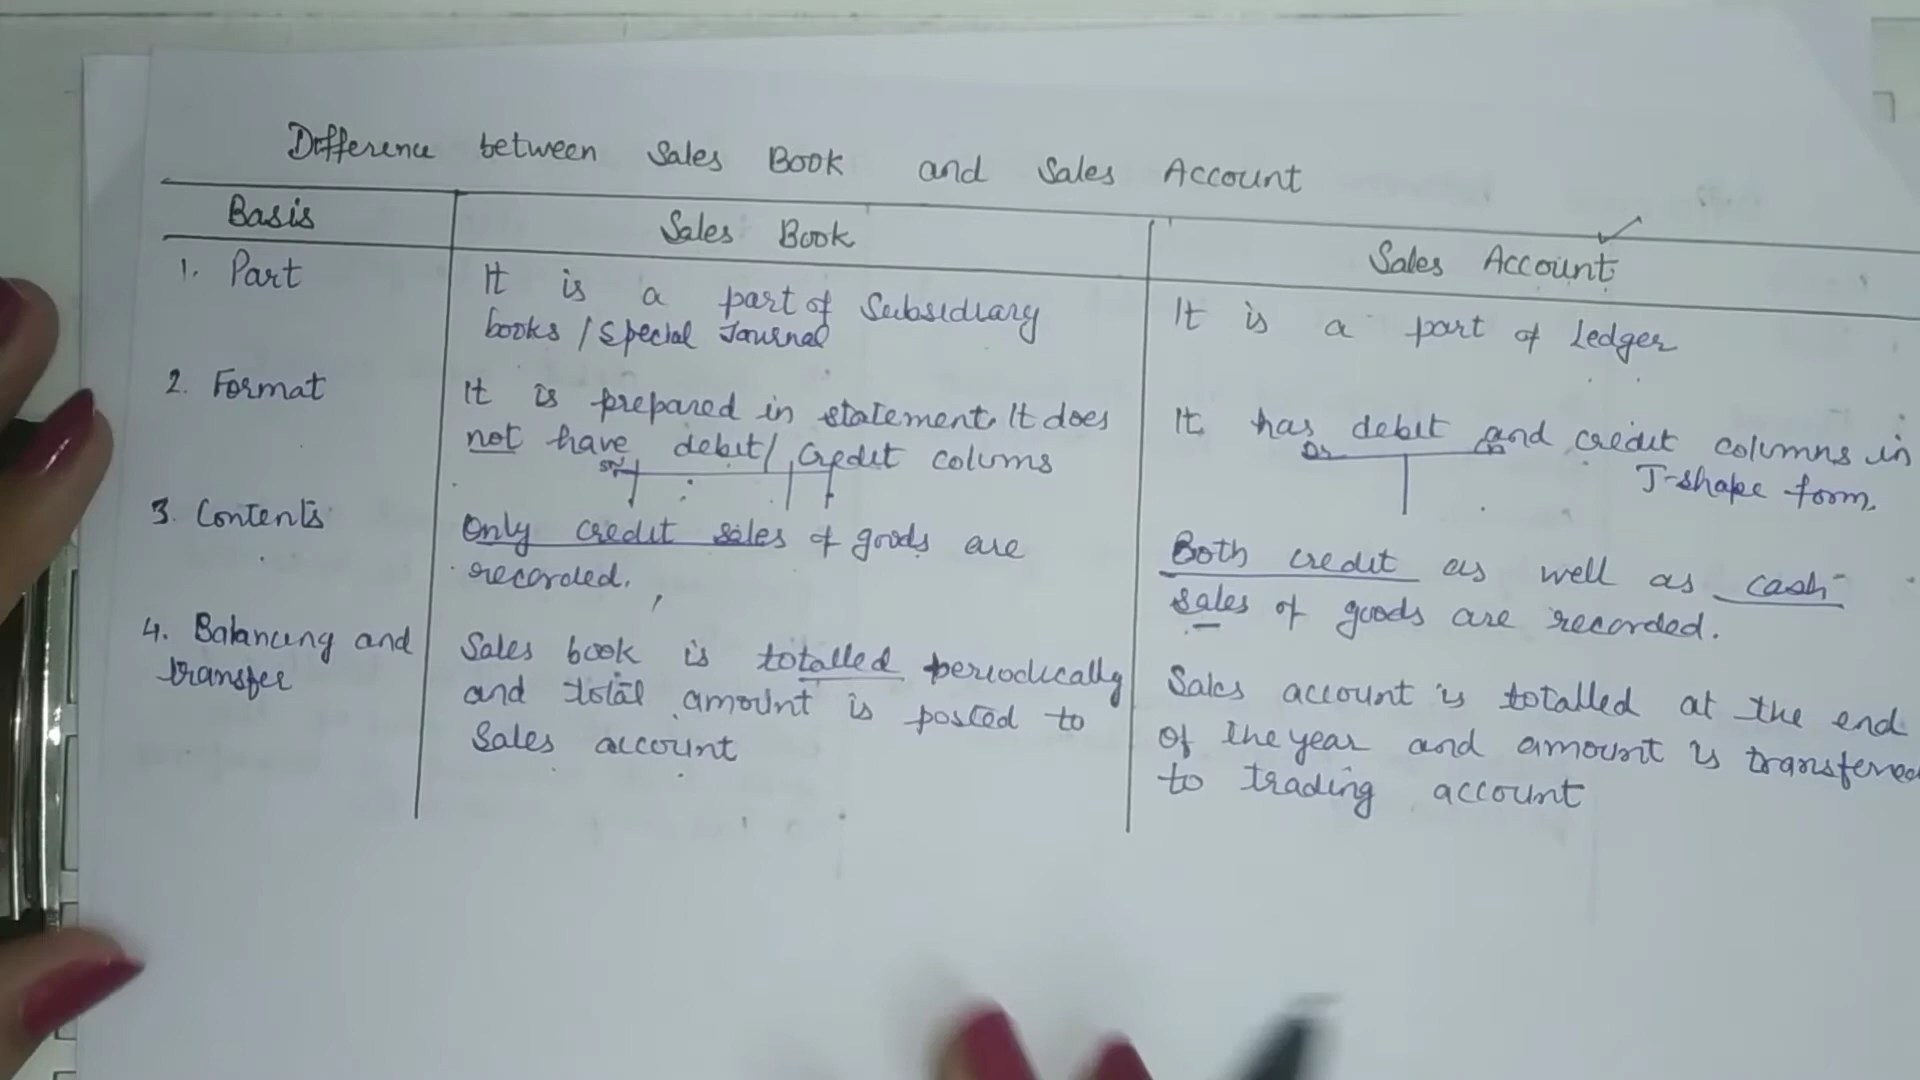 Difference between Sales Book and Sales Account
Basis Sales Book Sales Account
1. Part
It is a part of Subsidiary
books / Special Journal
It is a part of Ledger
2. Format
It is prepared in statement. It does
not have debit/ credit colums
It has debit and credit columns in
T-shape form.
Dr
3. Contents
Only credit sales of goods are
recorded.
Both credit as well as cash
sales of goods are recorded.
4. Balancing and
transfer
Sales book is totalled periodically
and total amount is posted to
Sales account
Sales account is totalled at the end
of the year and amount is transferred
to trading account